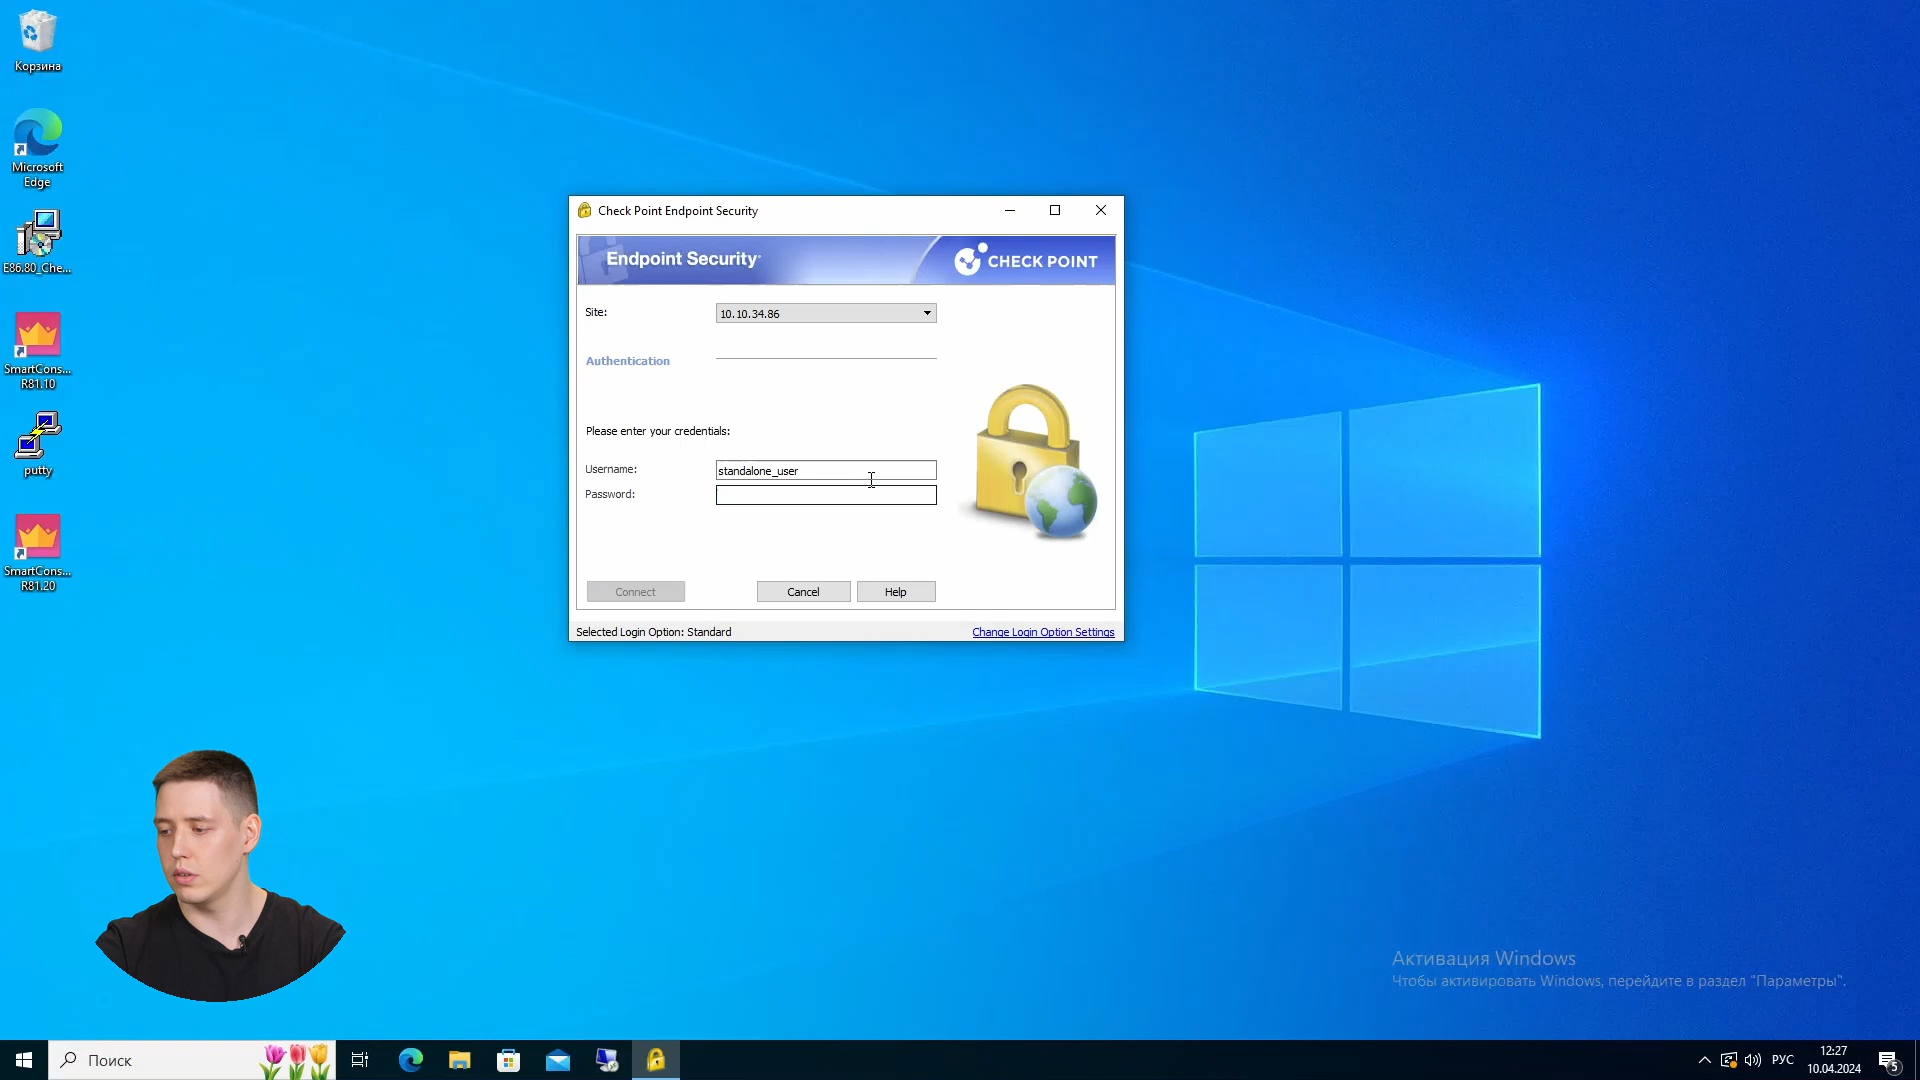 Корзина
Microsoft
Edge
E86.80_Che...
SmartCons...
R81.10
putty
SmartCons...
R81.20
Check Point Endpoint Security
Endpoint Security
CHECK POINT
Site:
10.10.34.86
Authentication
Please enter your credentials:
Username:
standalone_user
Password:
Connect
Cancel
Help
Selected Login Option: Standard
Change Login Option Settings
Активация Windows
Чтобы активировать Windows, перейдите в раздел "Параметры".
Поиск
РУС
12:27
10.04.2024
5